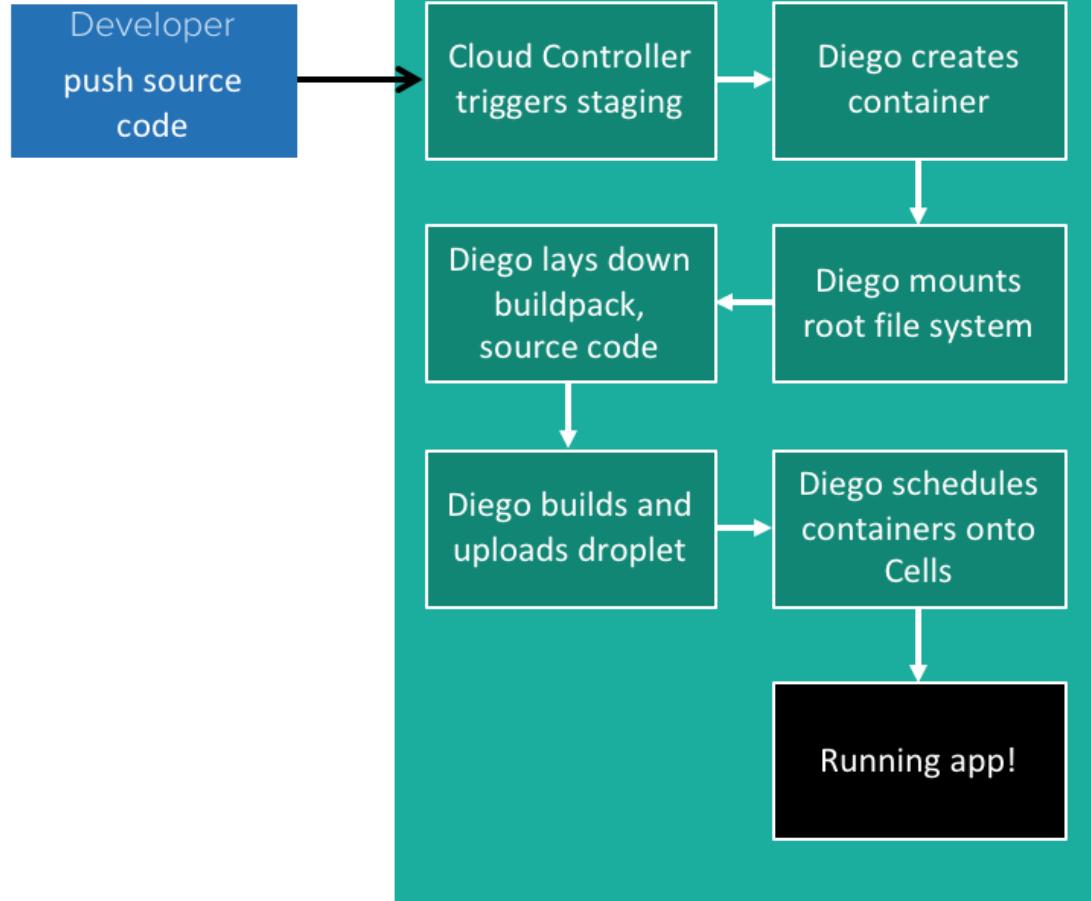 Developer
push source
code
Cloud Controller
triggers staging
Diego creates
container
Diego mounts
root file system
Diego lays down
buildpack,
source code
Diego builds and
uploads droplet
Diego schedules
containers onto
Cells
Running app!